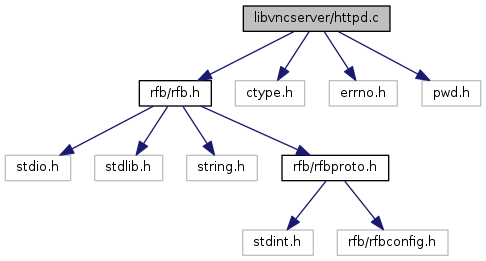 libvncserver/httpd.c
rfb/rfb.h
ctype.h
errno.h
pwd.h
stdio.h
stdlib.h
string.h
rfb/rfbproto.h
stdint.h
rfb/rfbconfig.h